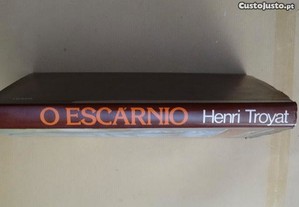 CustoJusto.pt
O ESCÁRNIO Henri Troyat